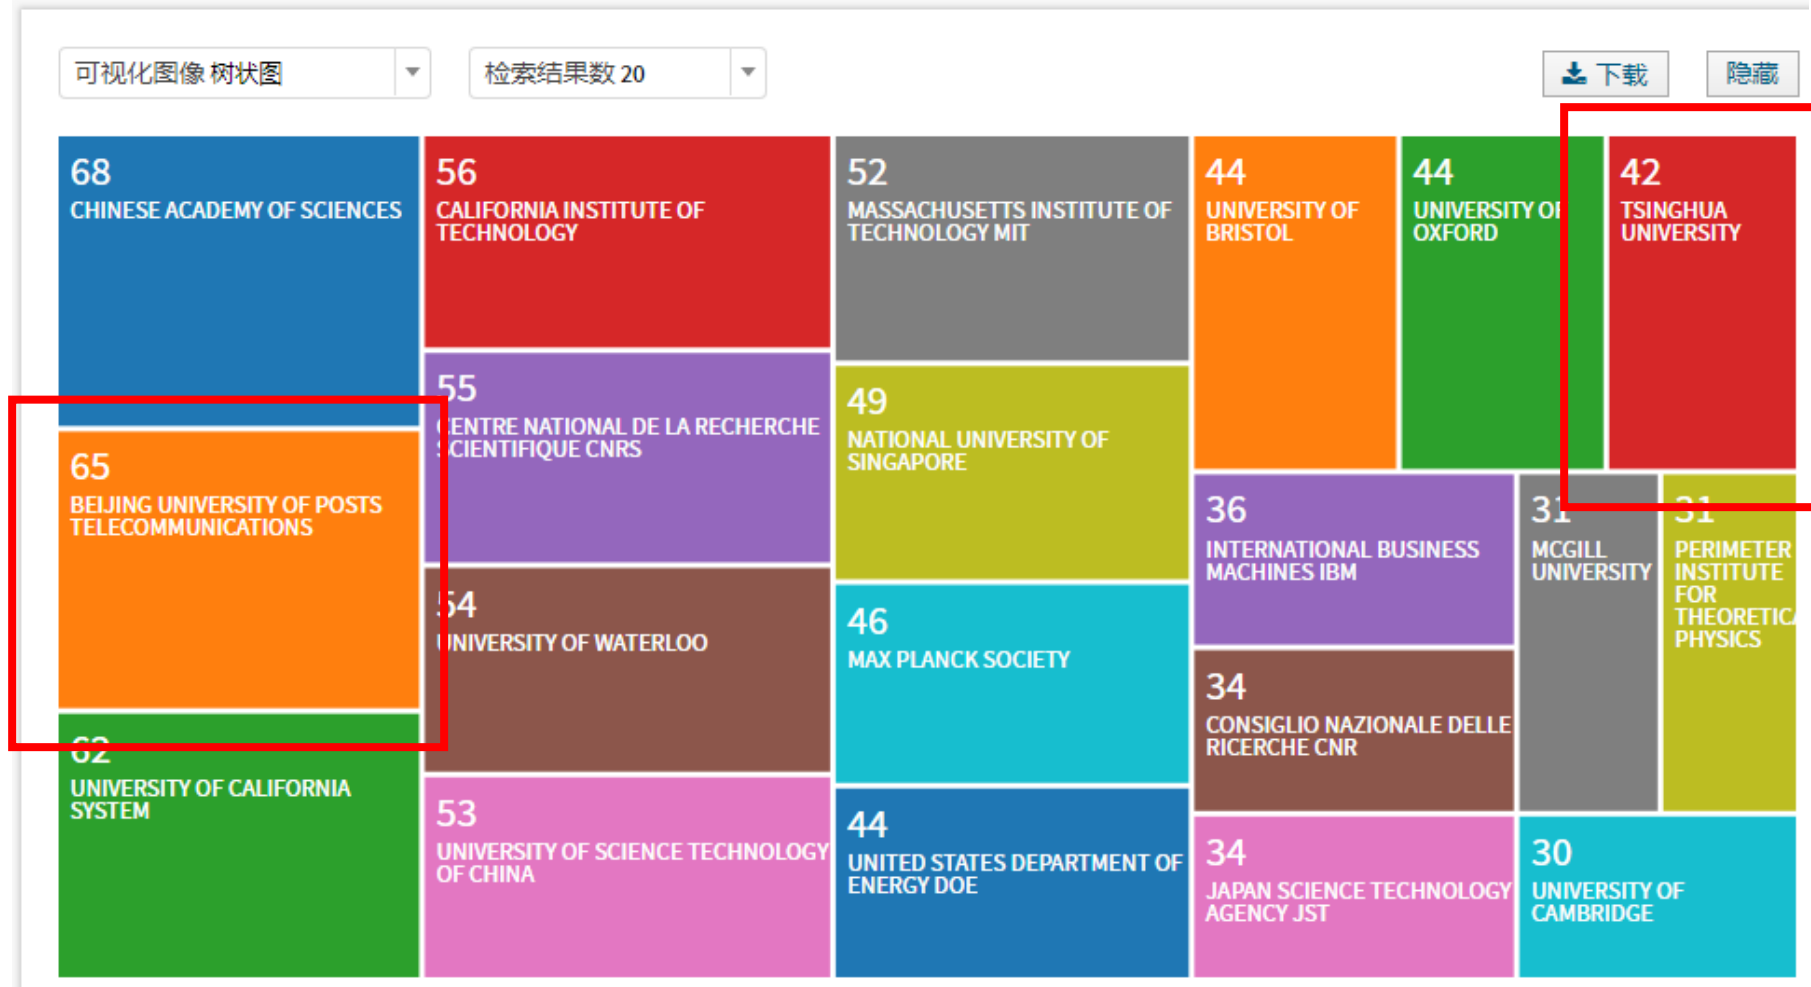 可视化图像 树状图
检索结果数 20
下载
隐藏
68
CHINESE ACADEMY OF SCIENCES
65
BEIJING UNIVERSITY OF POSTS
TELECOMMUNICATIONS
62
UNIVERSITY OF CALIFORNIA
SYSTEM
56
CALIFORNIA INSTITUTE OF
TECHNOLOGY
55
CENTRE NATIONAL DE LA RECHERCHE
SCIENTIFIQUE CNRS
54
UNIVERSITY OF WATERLOO
53
UNIVERSITY OF SCIENCE TECHNOLOGY
OF CHINA
52
MASSACHUSETTS INSTITUTE OF
TECHNOLOGY MIT
49
NATIONAL UNIVERSITY OF
SINGAPORE
46
MAX PLANCK SOCIETY
44
UNITED STATES DEPARTMENT OF
ENERGY DOE
44
UNIVERSITY OF
BRISTOL
44
UNIVERSITY OF
OXFORD
42
TSINGHUA
UNIVERSITY
36
INTERNATIONAL BUSINESS
MACHINES IBM
34
CONSIGLIO NAZIONALE DELLE
RICERCHE CNR
34
JAPAN SCIENCE TECHNOLOGY
AGENCY JST
31
MCGILL
UNIVERSITY
31
PERIMETER
INSTITUTE
FOR
THEORETICA
PHYSICS
30
UNIVERSITY OF
CAMBRIDGE